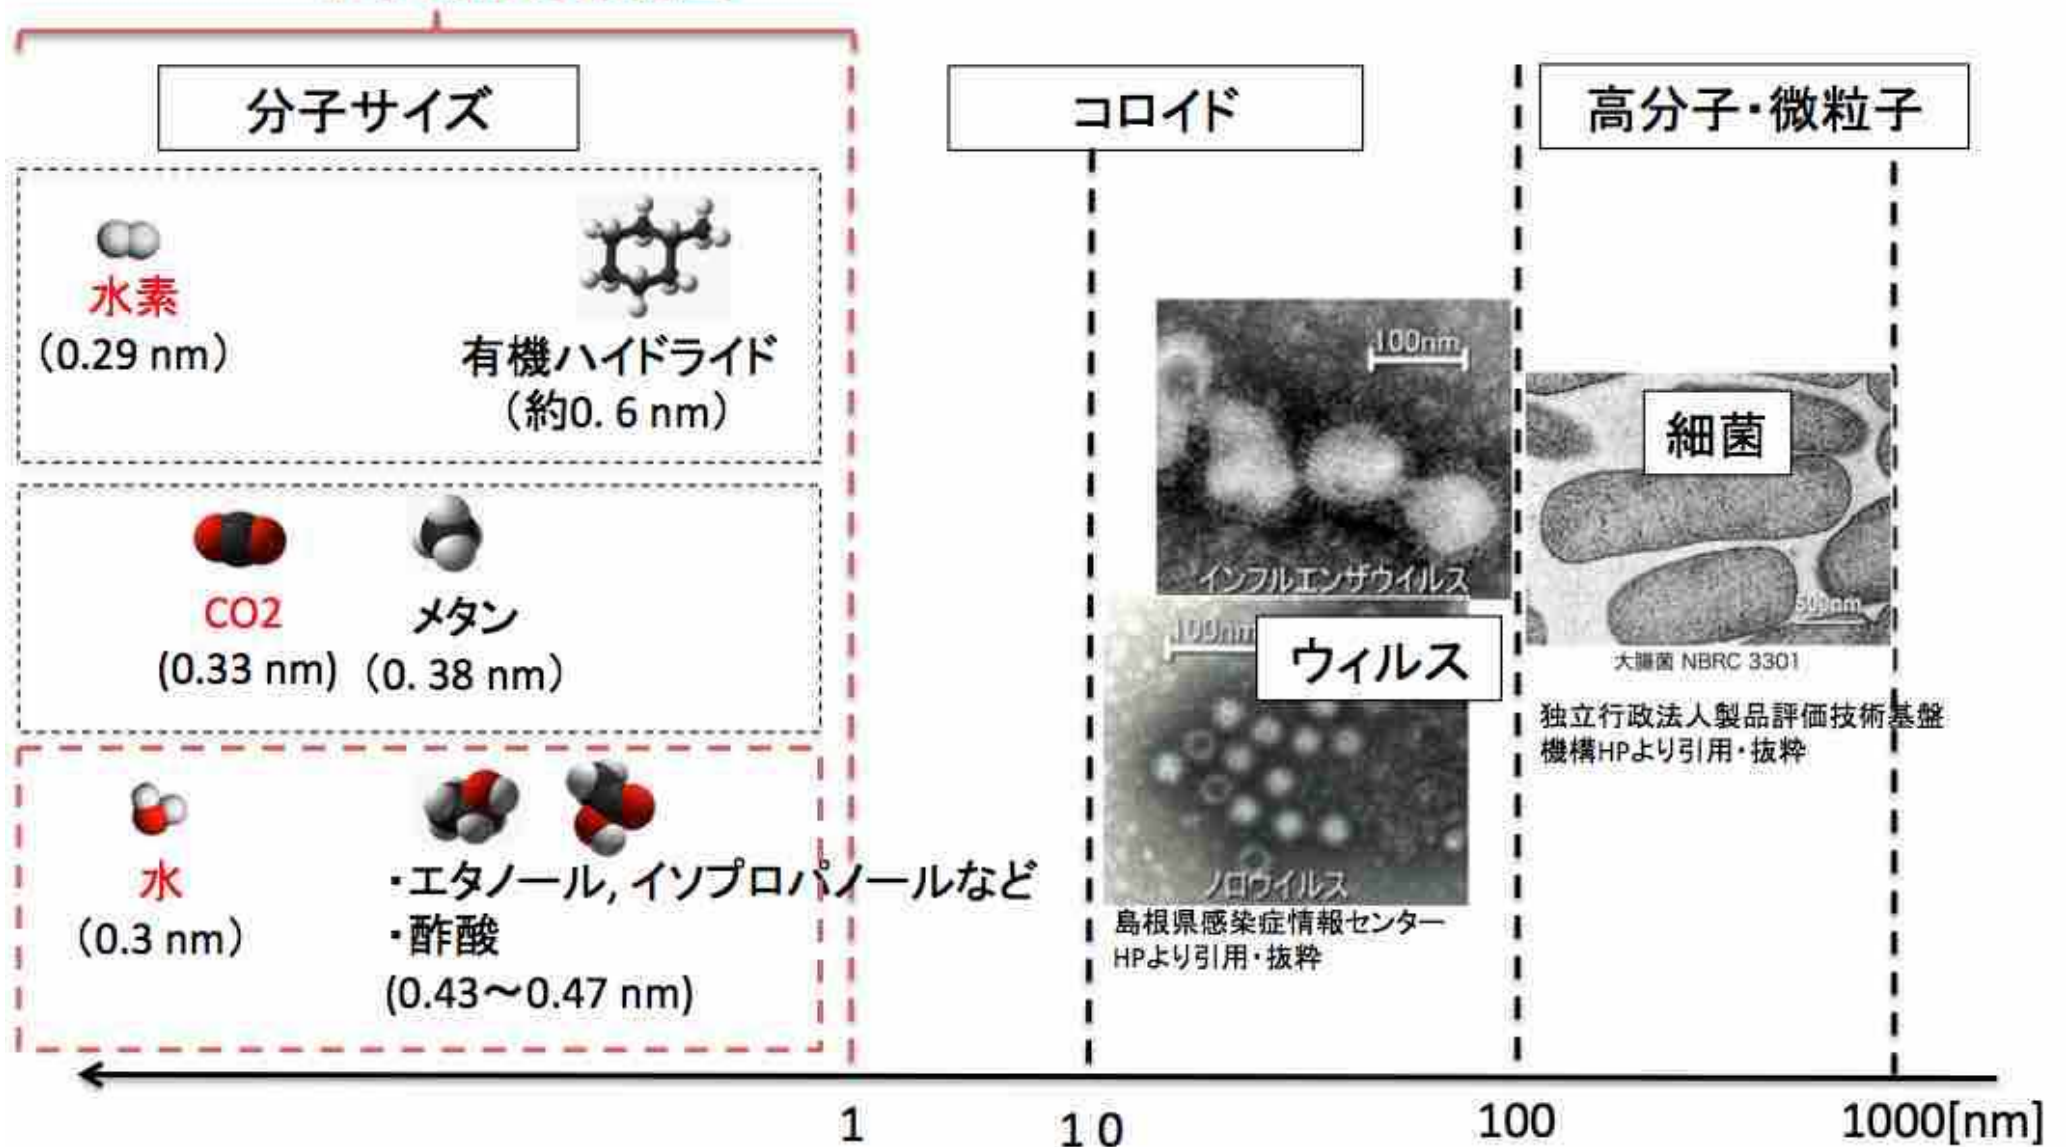 分子サイズ
コロイド
高分子・微粒子
水素
(0.29 nm)
有機ハイドライド
(約0. 6 nm)
CO2
(0.33 nm)
メタン
(0. 38 nm)
水
(0.3 nm)
・エタノール, イソプロパノールなど
・酢酸
(0.43～0.47 nm)
100nm
インフルエンザウイルス
100nm
ウィルス
ノロウイルス
島根県感染症情報センター
HPより引用・抜粋
細菌
500nm
大腸菌 NBRC 3301
独立行政法人製品評価技術基盤
機構HPより引用・抜粋
1
1 0
100
1000[nm]